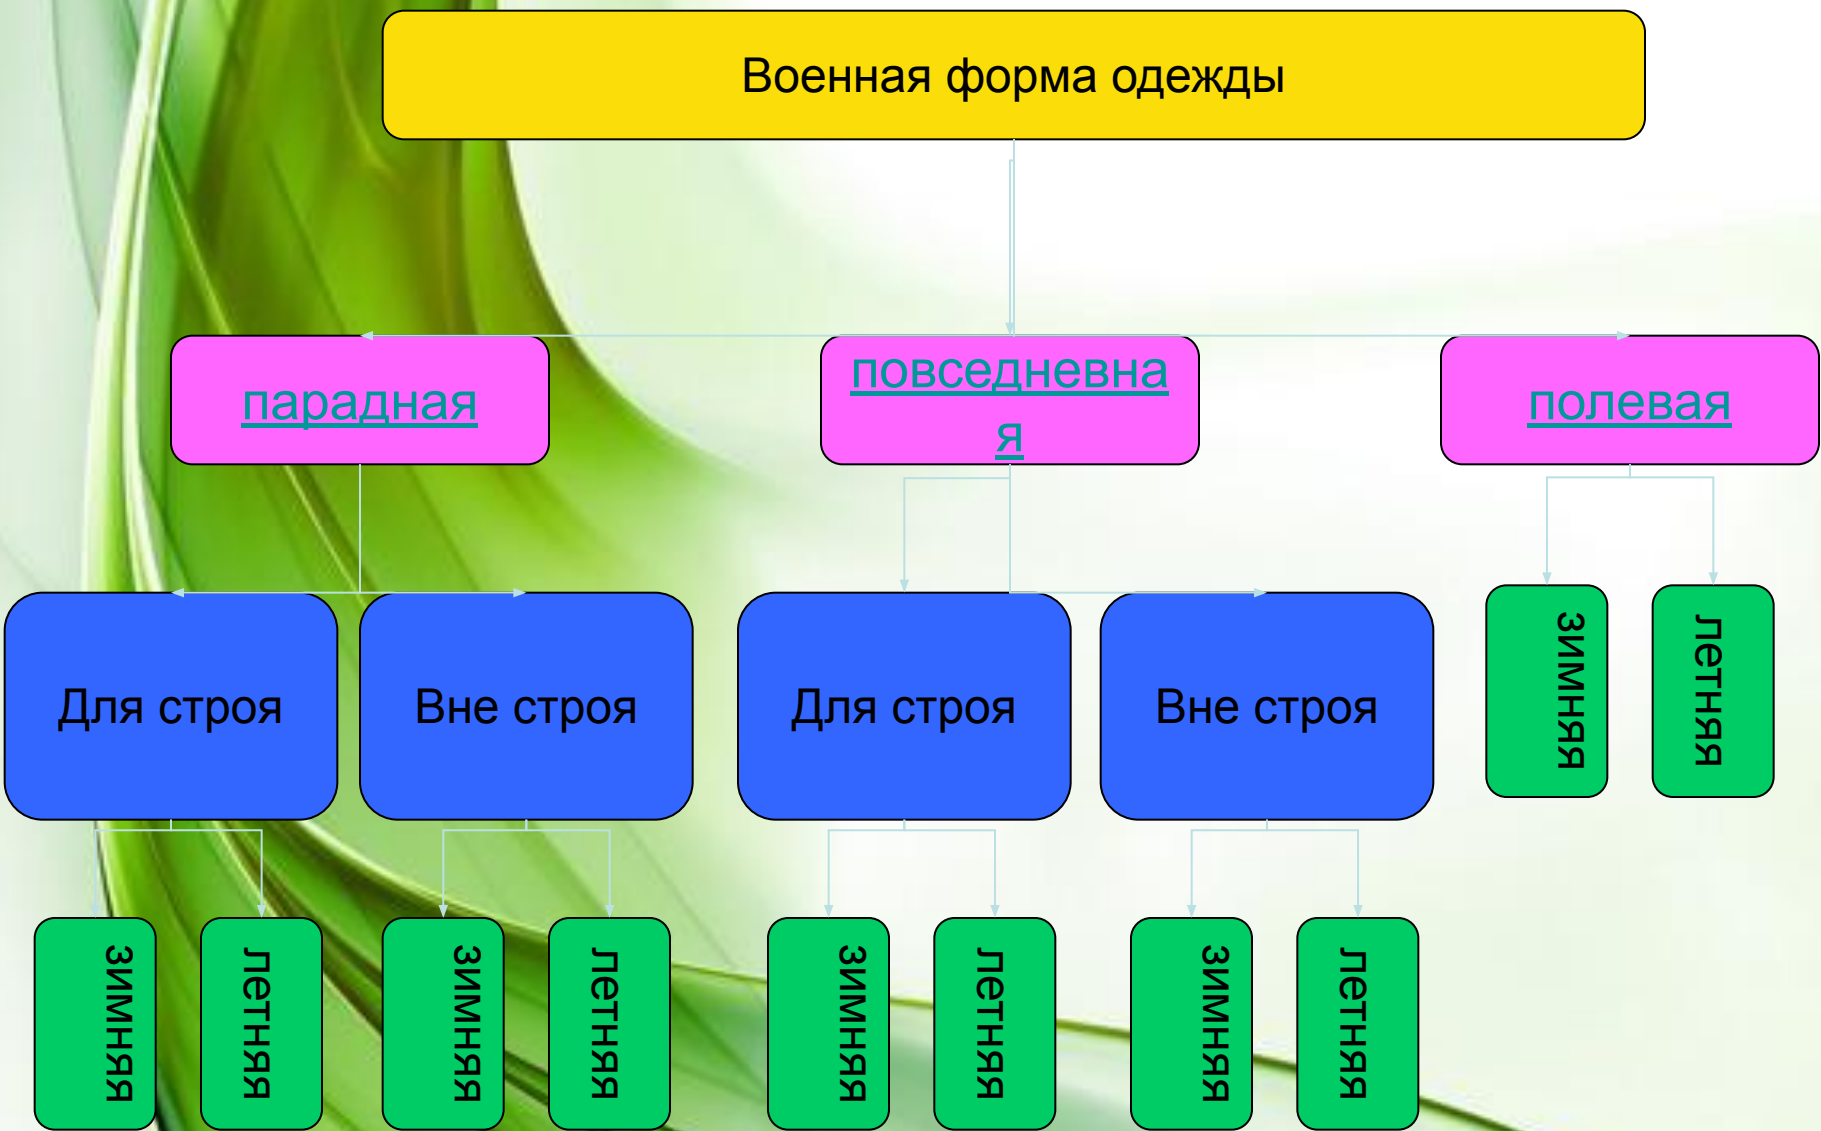 Военная форма одежды
парадная
повседневна
я
полевая
зимняя
летняя
Для строя
Вне строя
Для строя
Вне строя
зимняя
летняя
зимняя
летняя
зимняя
летняя
зимняя
летняя